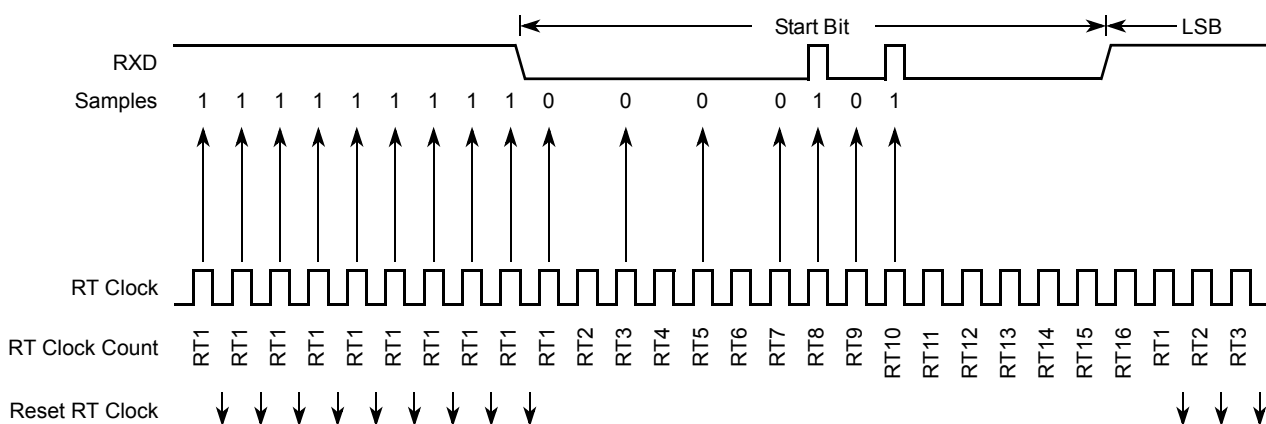 Start Bit LSB
RXD
Samples 1 1 1 1 1 1 1 1 1 0 0 0 0 1 0 1
RT Clock
RT Clock Count RT1 RT1 RT1 RT1 RT1 RT1 RT1 RT1 RT1 RT1 RT2 RT3 RT4 RT5 RT6 RT7 RT8 RT9 RT10 RT11 RT12 RT13 RT14 RT15 RT16 RT1 RT2 RT3
Reset RT Clock